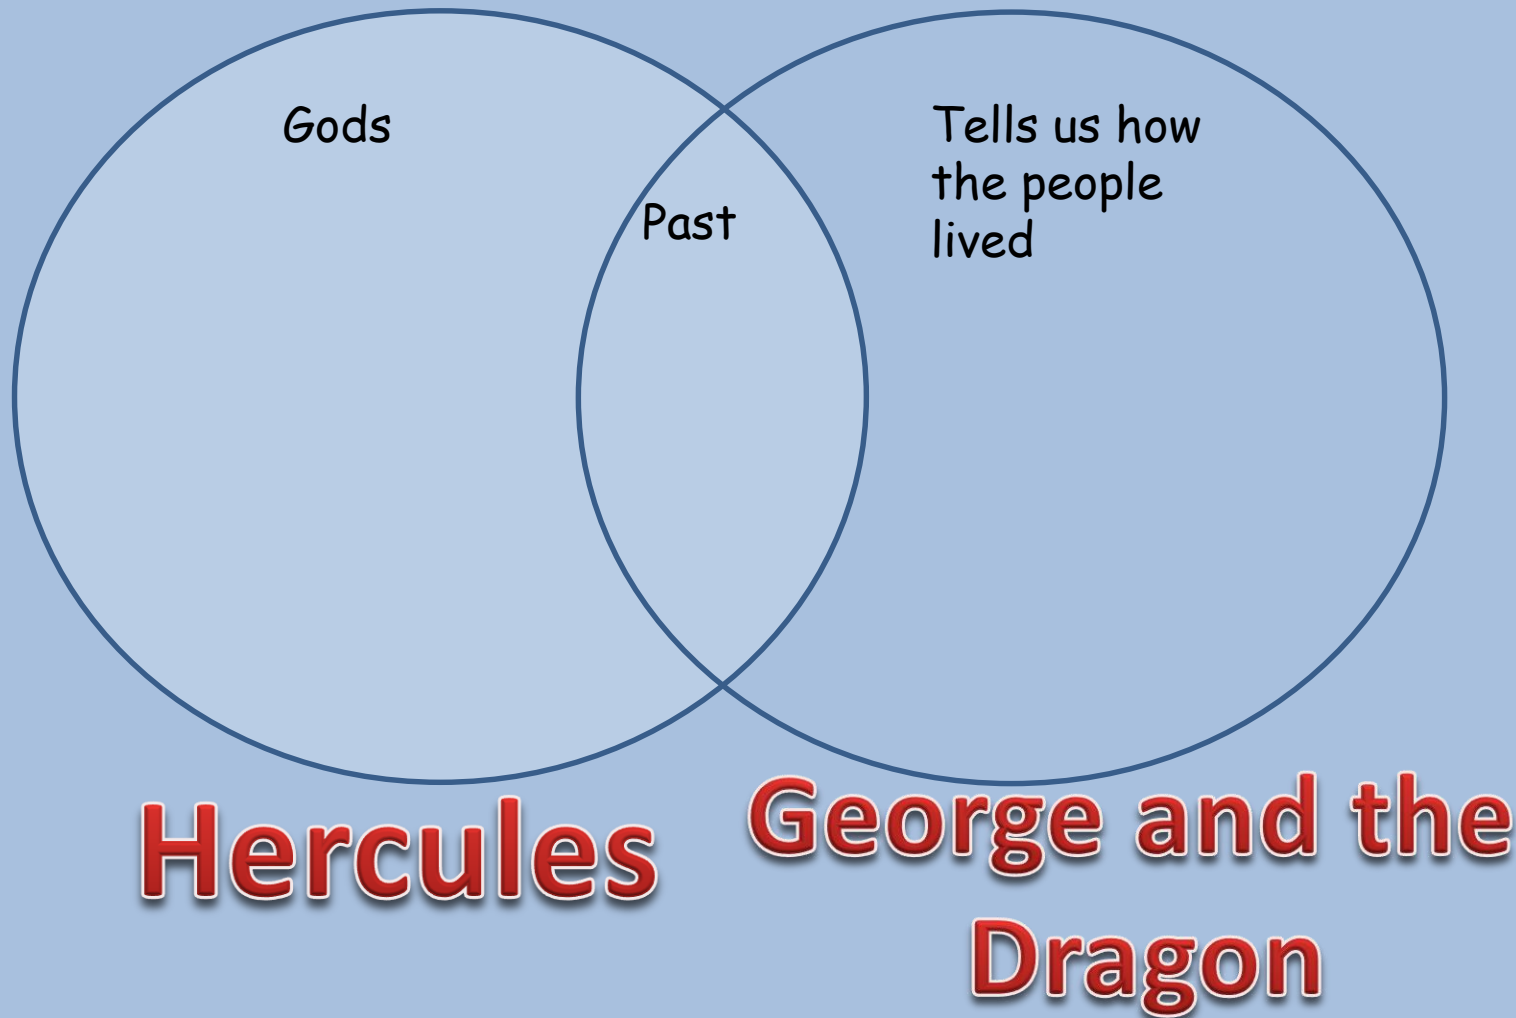 Gods
Past
Tells us how
the people
lived
Hercules
George and the
Dragon